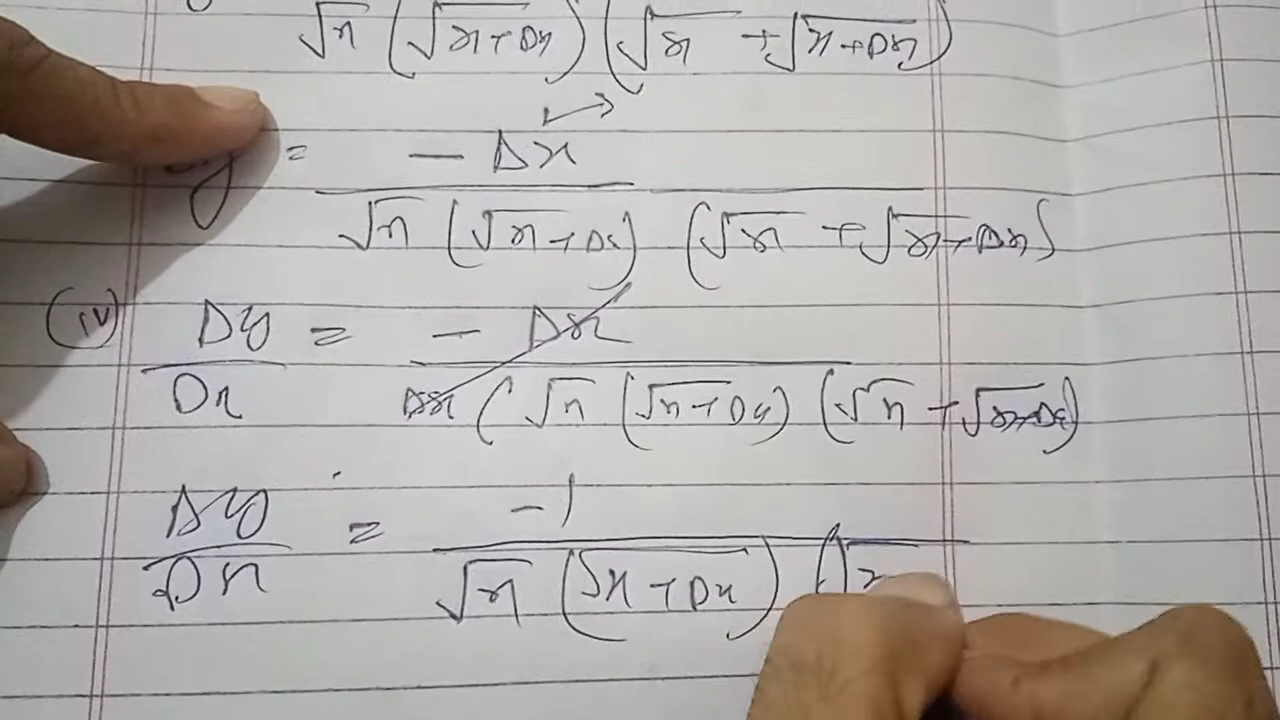 √x (√x+Δx) (√x + √x+Δx)
y = - Δx
√x (√x+Δx) (√x + √x+Δx)
(iv) Δy = - Δx
Δx Δx (√x (√x+Δx) (√x + √x+Δx)
Δy = -1
Δx √x (√x+Δx) (√x